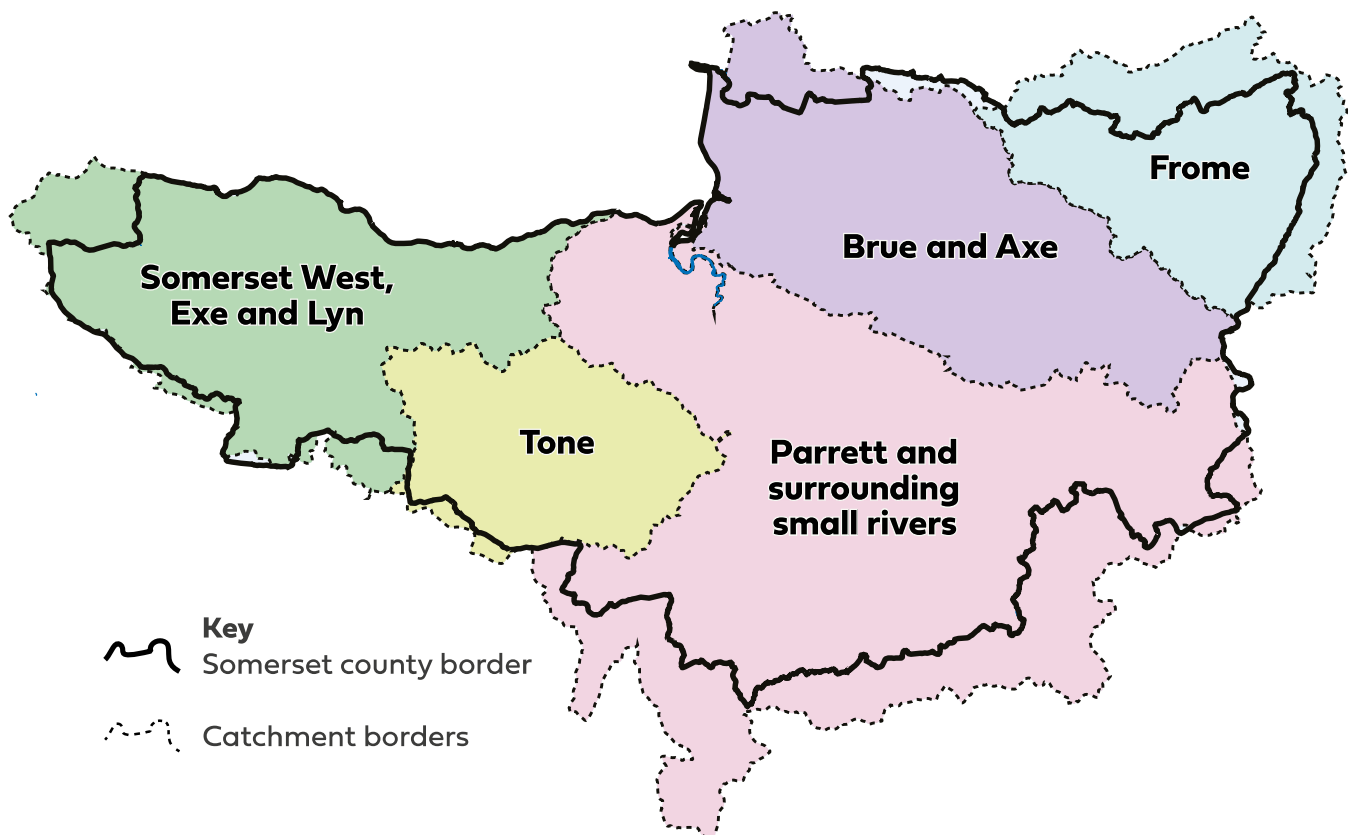 Frome
Brue and Axe
Somerset West,
Exe and Lyn
Tone
Parrett and
surrounding
small rivers
Key
Somerset county border
Catchment borders